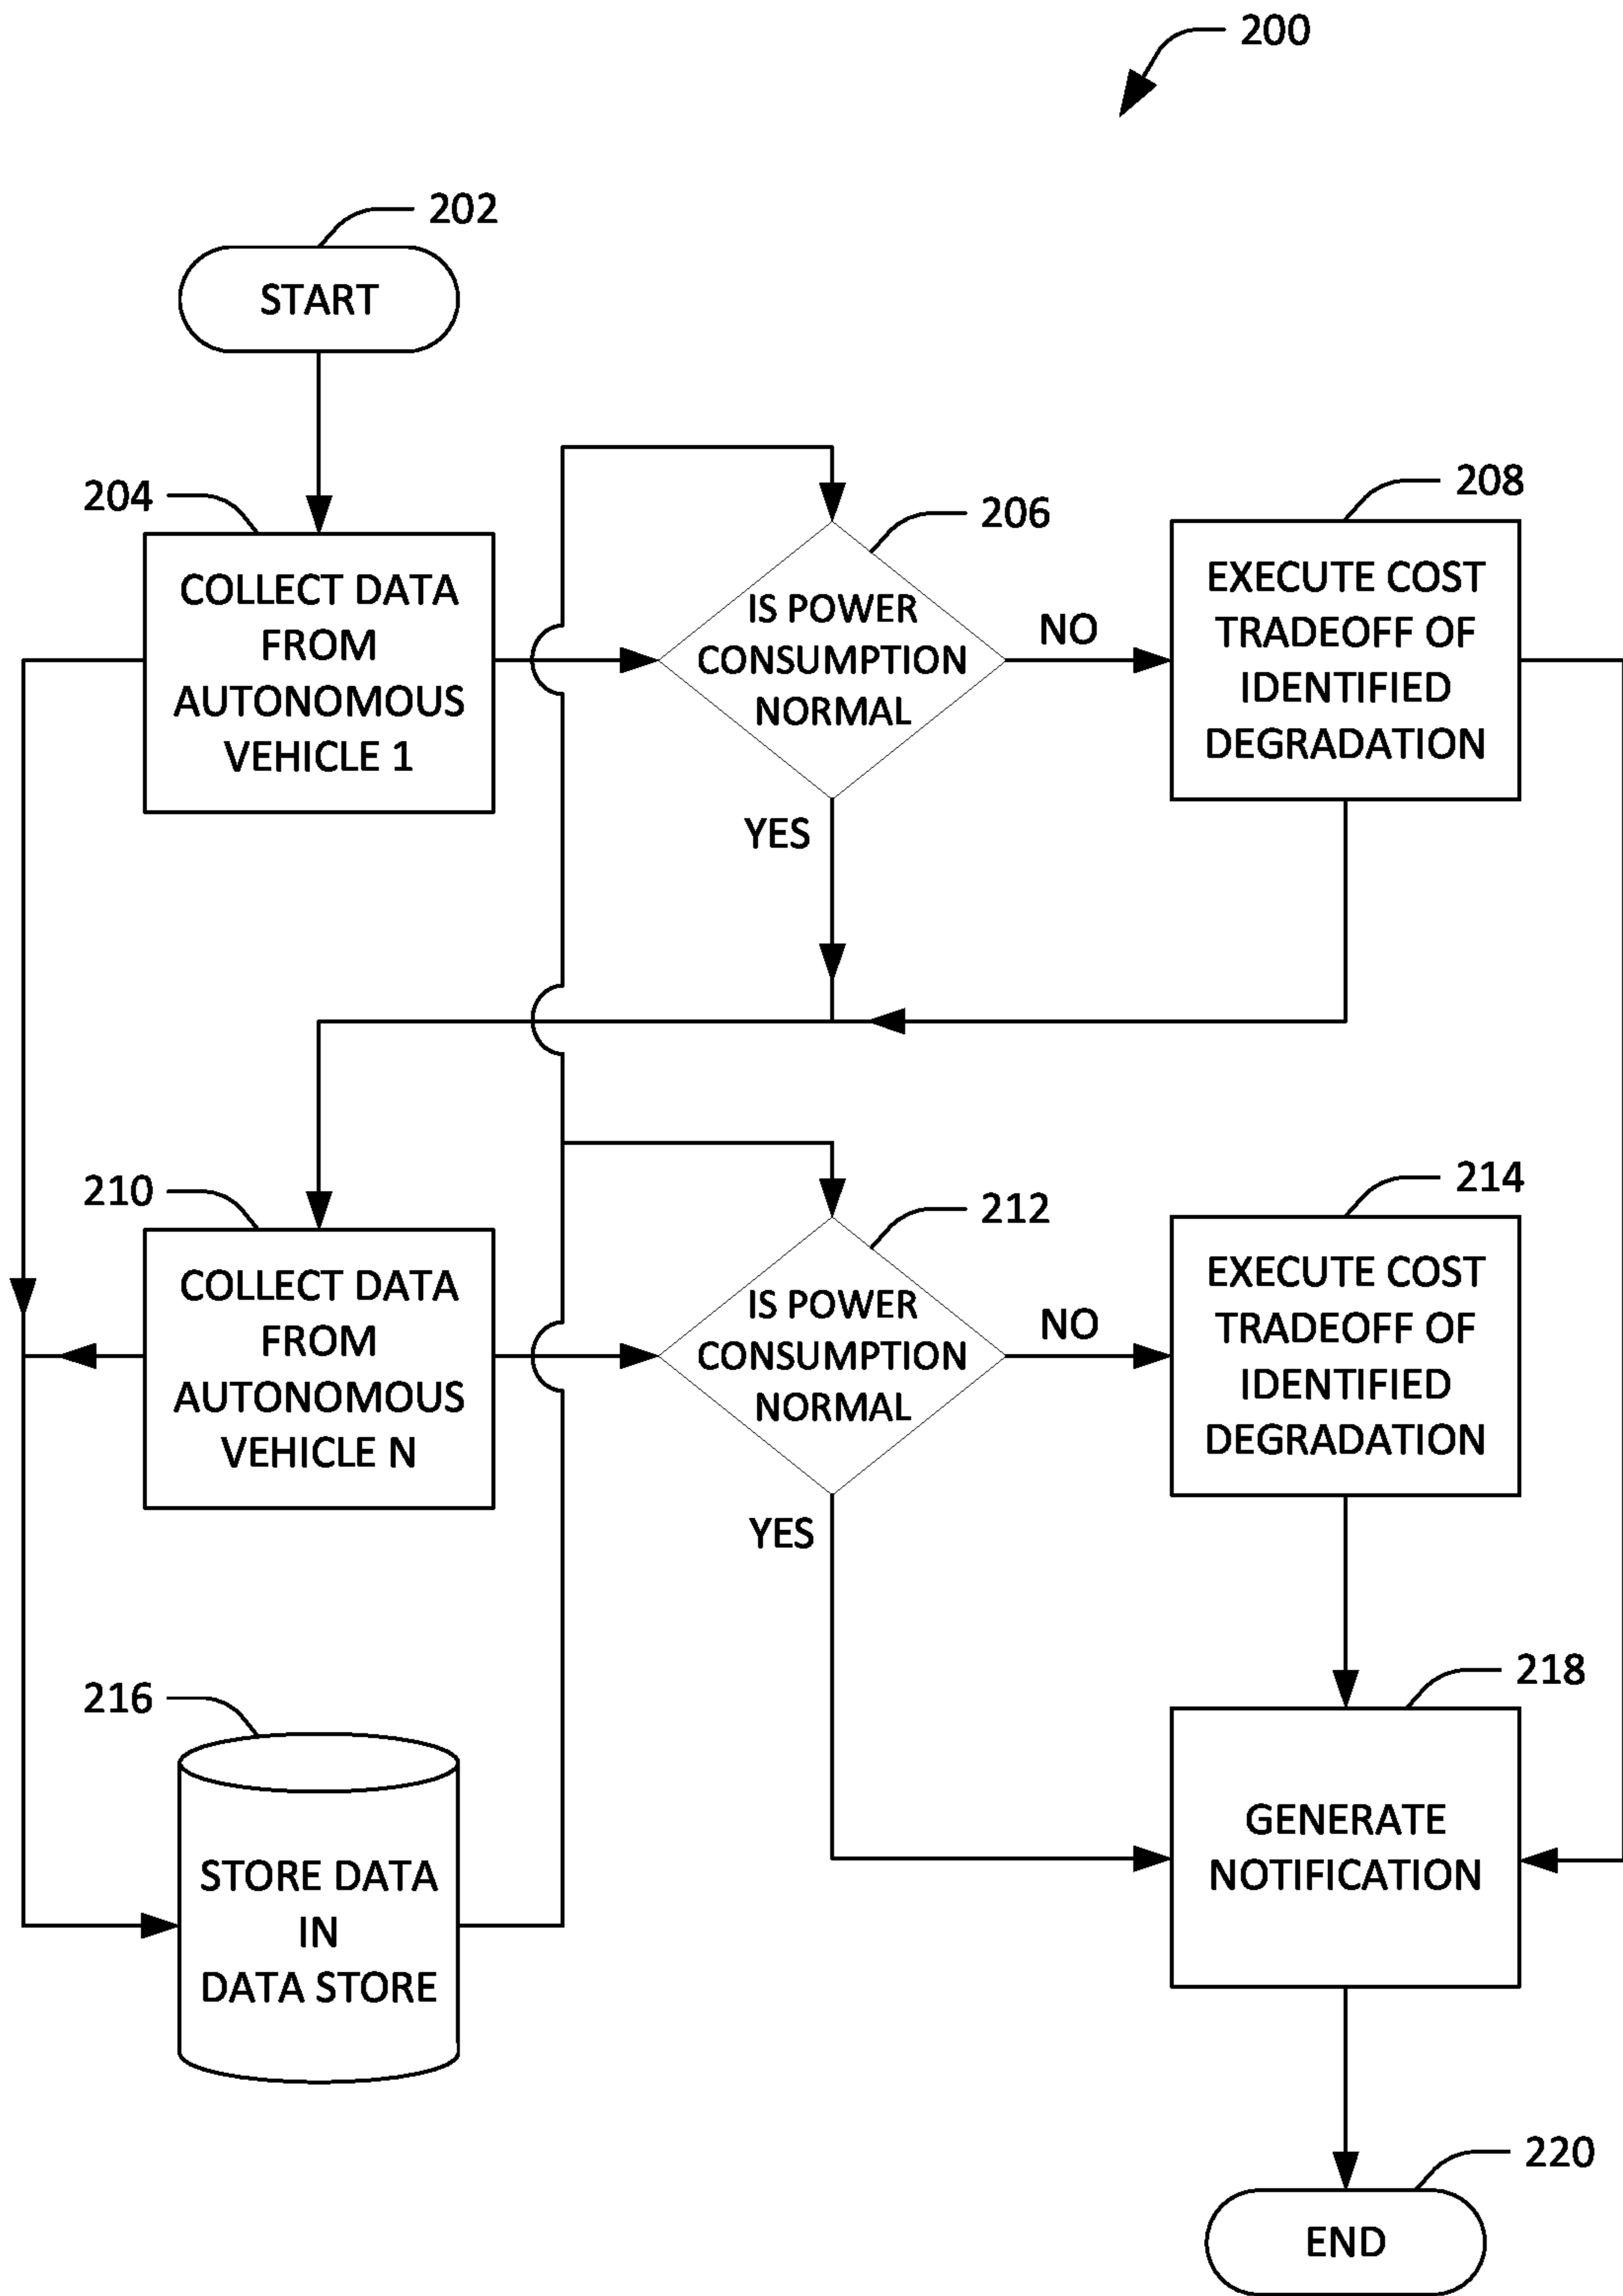 200
202
START
204
COLLECT DATA
FROM
AUTONOMOUS
VEHICLE 1
206
IS POWER
CONSUMPTION
NORMAL
NO
YES
208
EXECUTE COST
TRADEOFF OF
IDENTIFIED
DEGRADATION
210
COLLECT DATA
FROM
AUTONOMOUS
VEHICLE N
212
IS POWER
CONSUMPTION
NORMAL
NO
YES
214
EXECUTE COST
TRADEOFF OF
IDENTIFIED
DEGRADATION
216
STORE DATA
IN
DATA STORE
218
GENERATE
NOTIFICATION
220
END